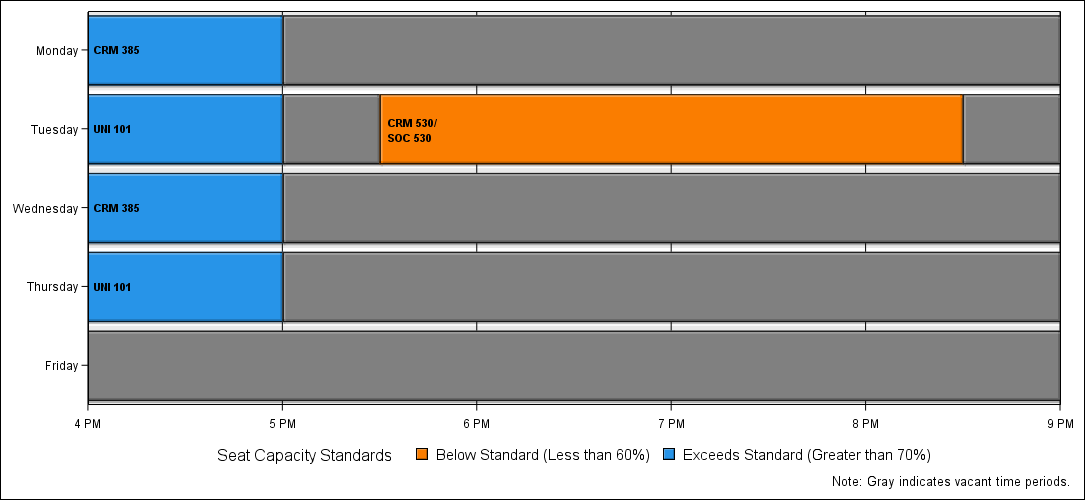 Monday
CRM 385
Tuesday
UNI 101
CRM 530/
SOC 530
Wednesday
CRM 385
Thursday
UNI 101
Friday
4 PM 5 PM 6 PM 7 PM 8 PM 9 PM
Seat Capacity Standards Below Standard (Less than 60%) Exceeds Standard (Greater than 70%)
Note: Gray indicates vacant time periods.